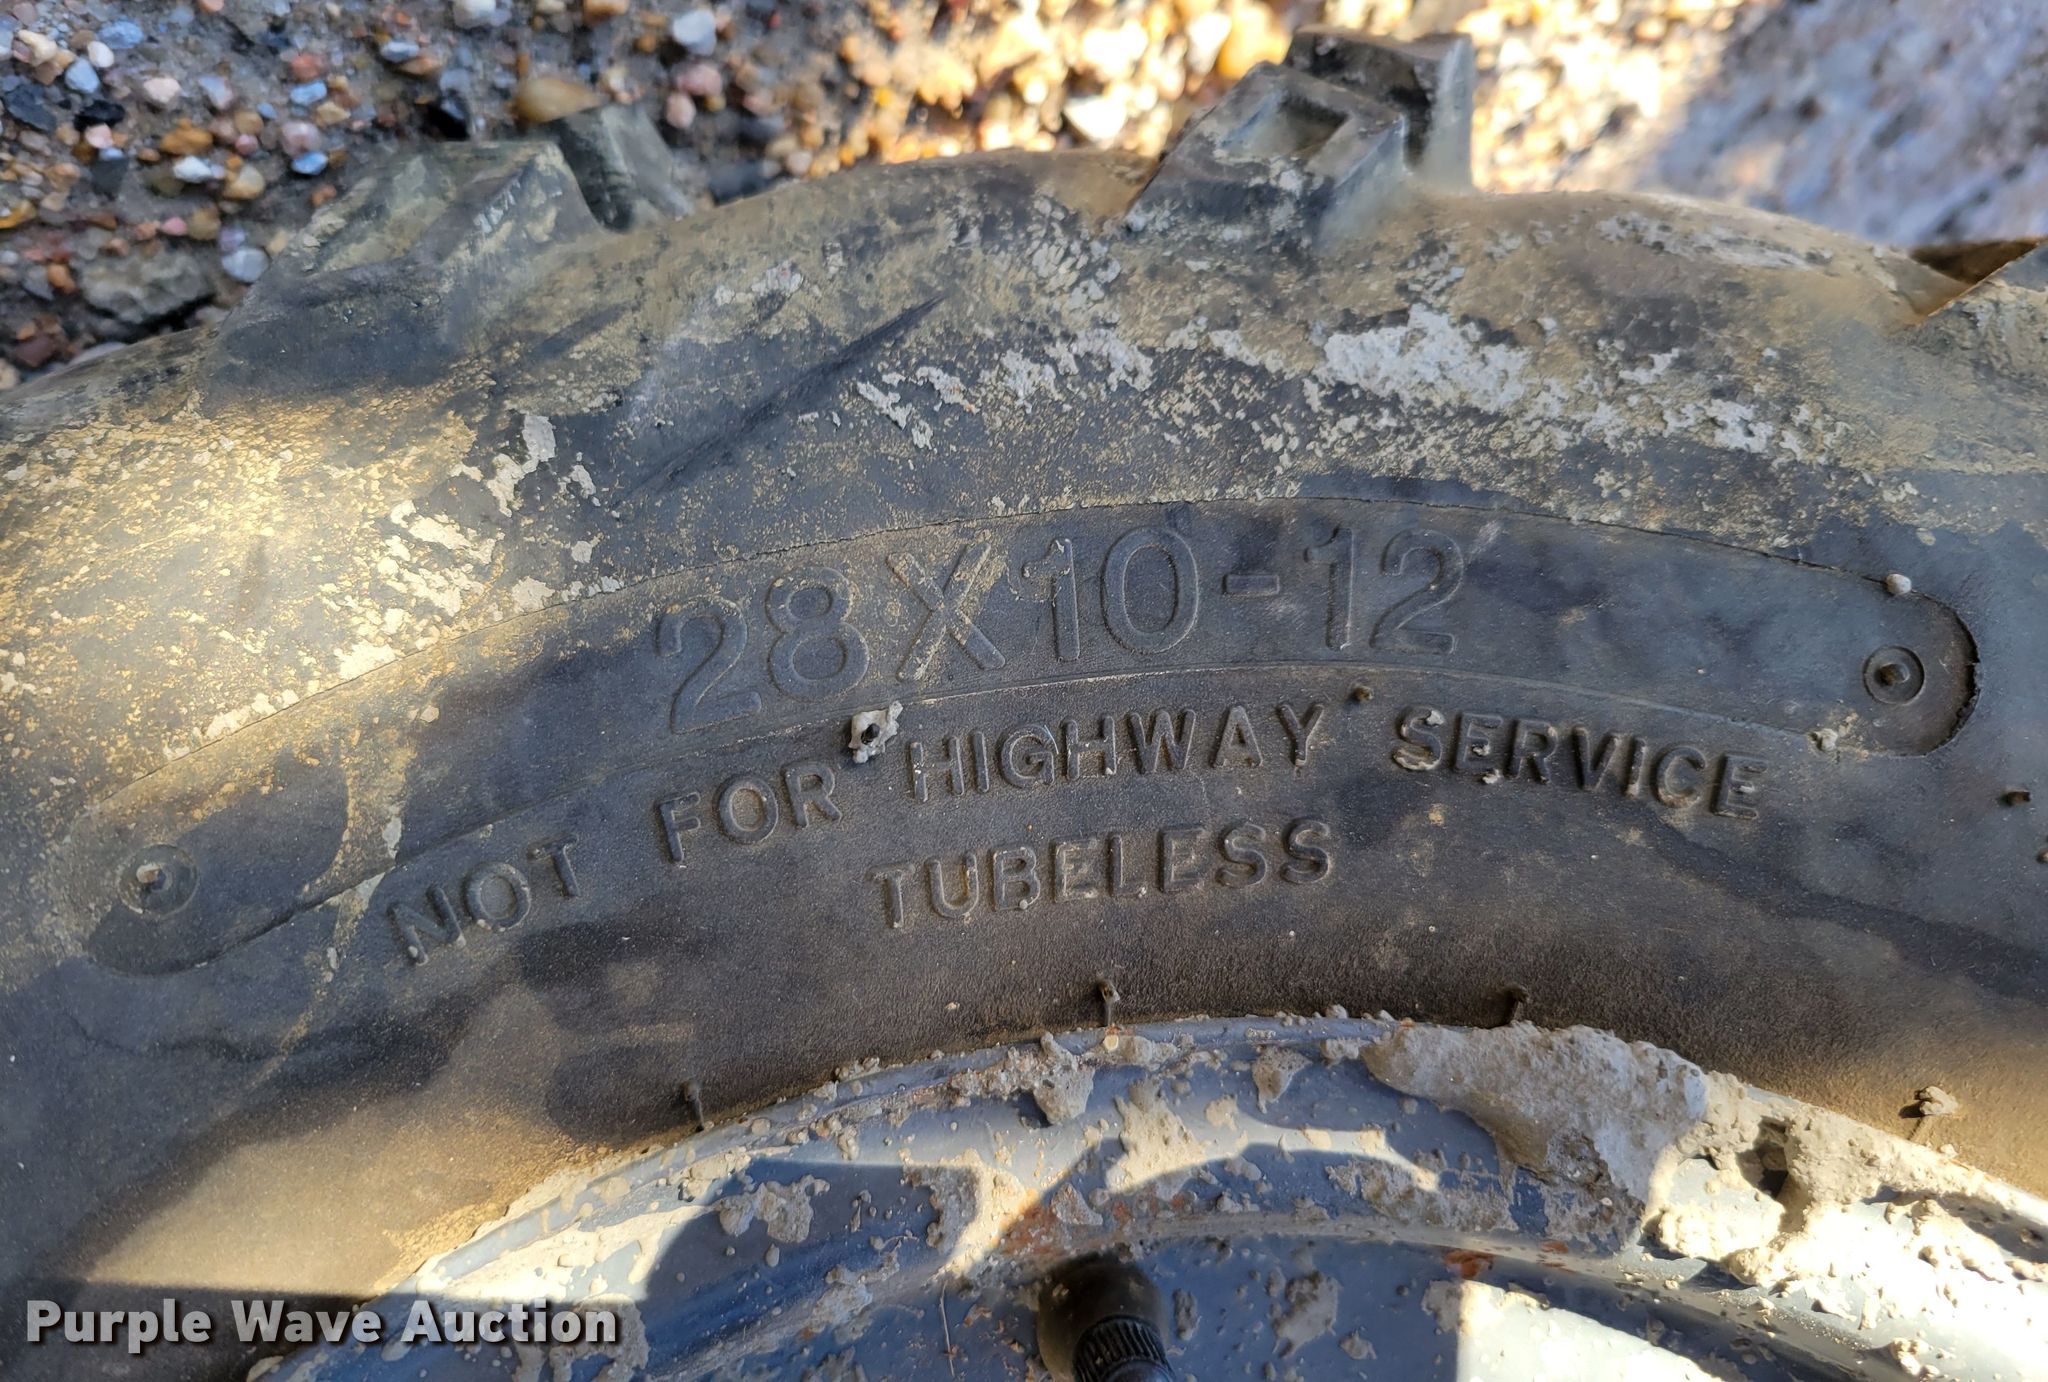 28X10-12
NOT FOR HIGHWAY SERVICE
TUBELESS
Purple Wave Auction